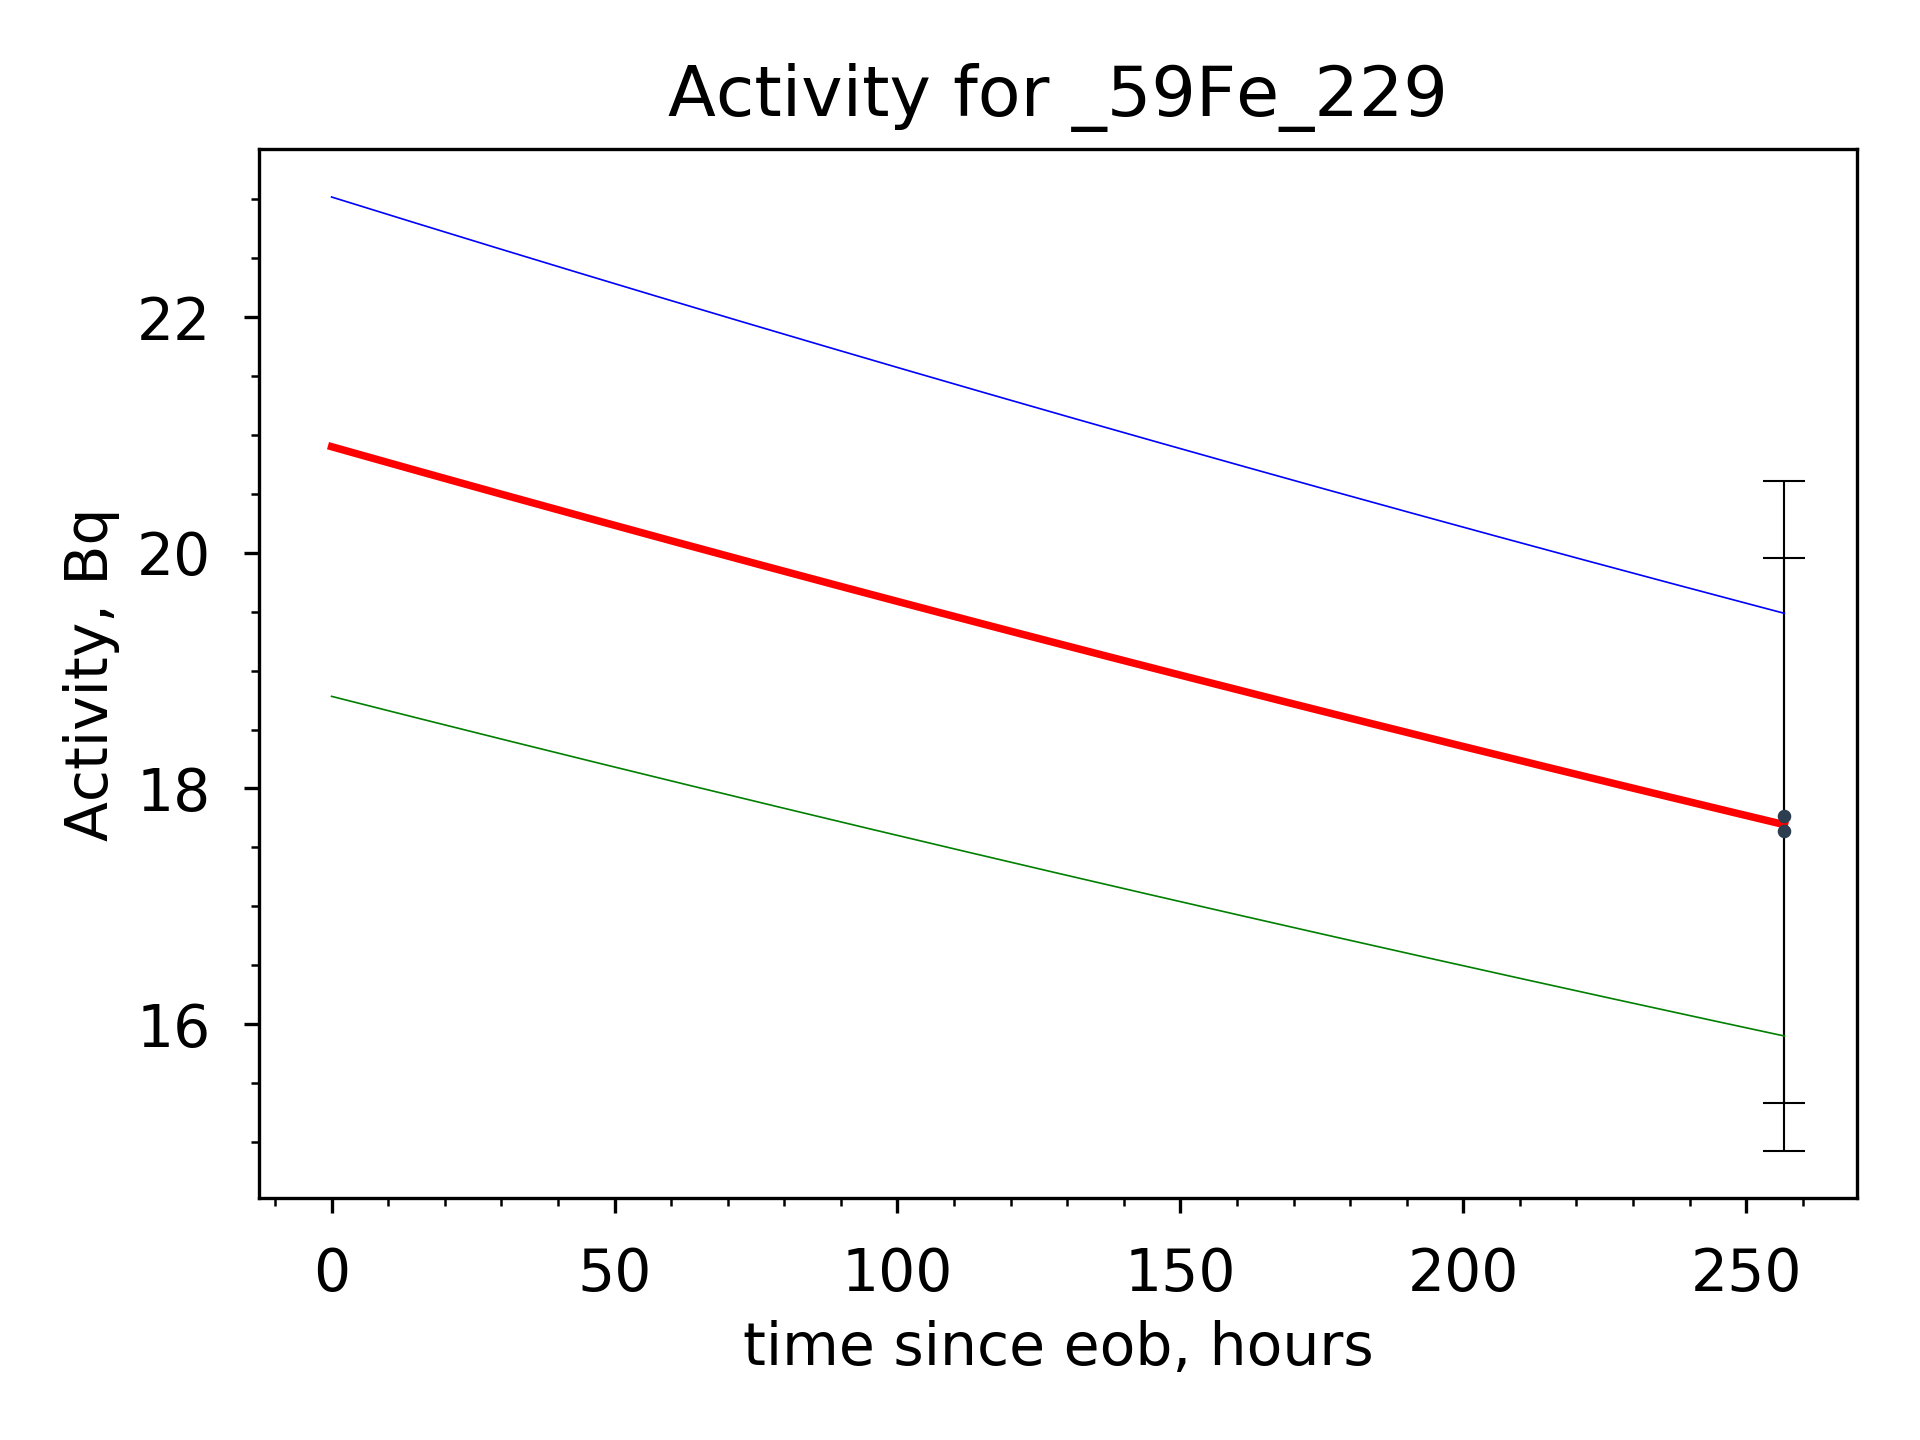 Activity for _59Fe_229
Activity, Bq
22
20
18
16
0 50 100 150 200 250
time since eob, hours